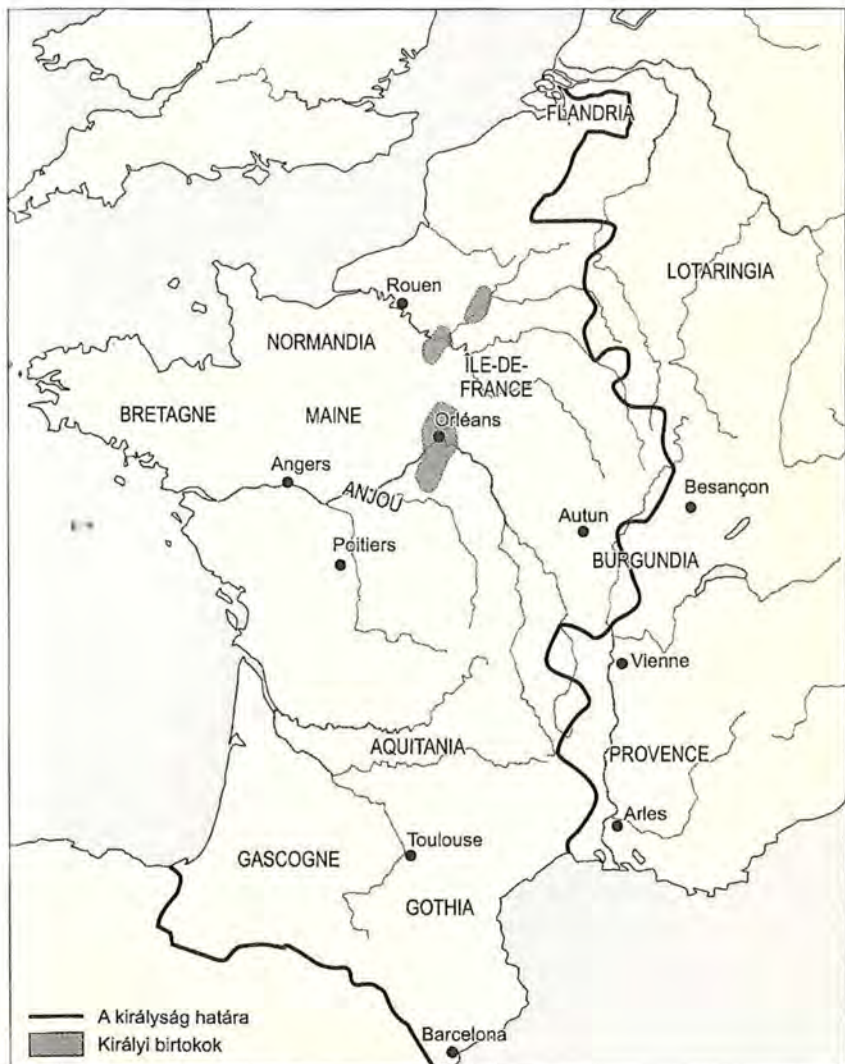 FLANDRIA
LOTARINGIA
Rouen
NORMANDIA
ÎLE-DE-
FRANCE
BRETAGNE
MAINE
Orléans
Angers
ANJOU
Besançon
Autun
Poitiers
BURGUNDIA
Vienne
AQUITANIA
PROVENCE
Arles
Toulouse
GASCOGNE
GOTHIA
A királyság határa
Királyi birtokok
Barcelona